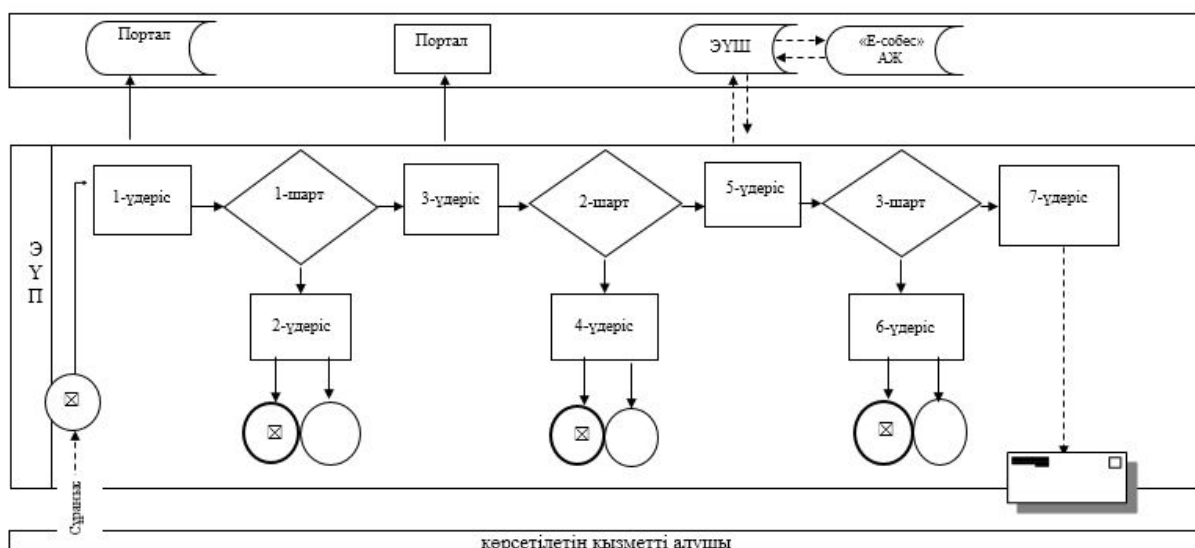 Портал
Портал
ЭҮШ
«Е-собес»
АЖ
Э
Ү
П
1-үдеріс
1-шарт
3-үдеріс
2-шарт
5-үдеріс
3-шарт
7-үдеріс
2-үдеріс
4-үдеріс
6-үдеріс
Сұраныс
көрсетілетін қызметті алушы